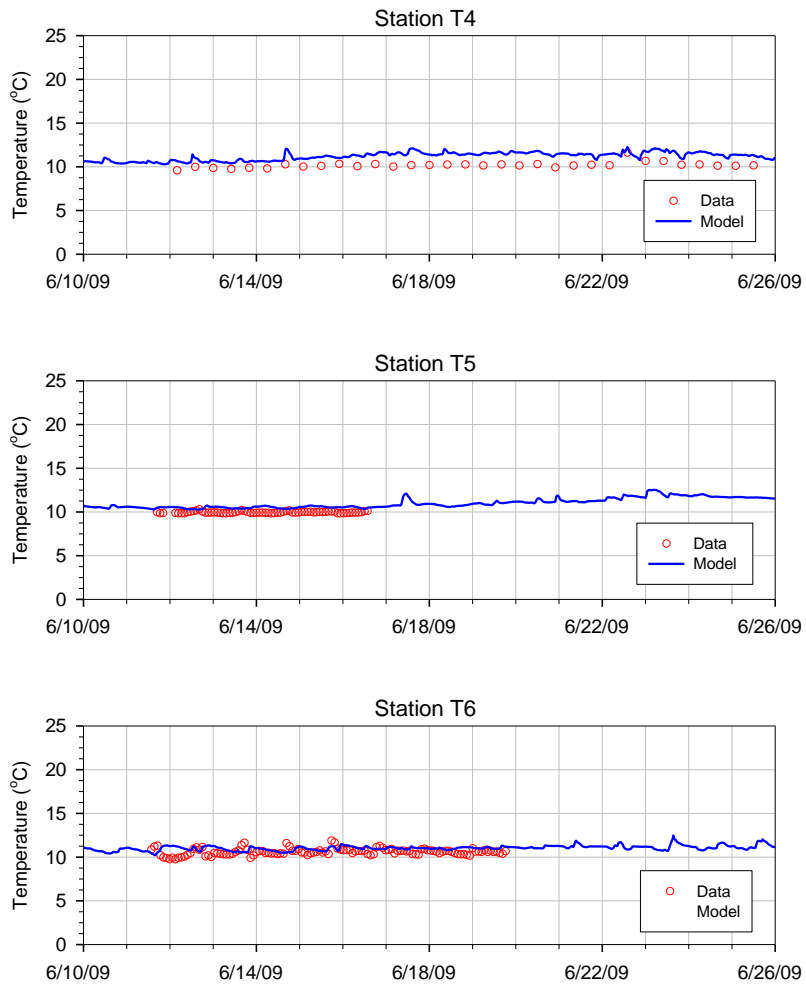 Station T4
25
20
15
10
5
0
Temperature (°C)
Data
Model
6/10/09 6/14/09 6/18/09 6/22/09 6/26/09
Station T5
25
20
15
10
5
0
Temperature (°C)
Data
Model
6/10/09 6/14/09 6/18/09 6/22/09 6/26/09
Station T6
25
20
15
10
5
0
Temperature (°C)
Data
Model
6/10/09 6/14/09 6/18/09 6/22/09 6/26/09